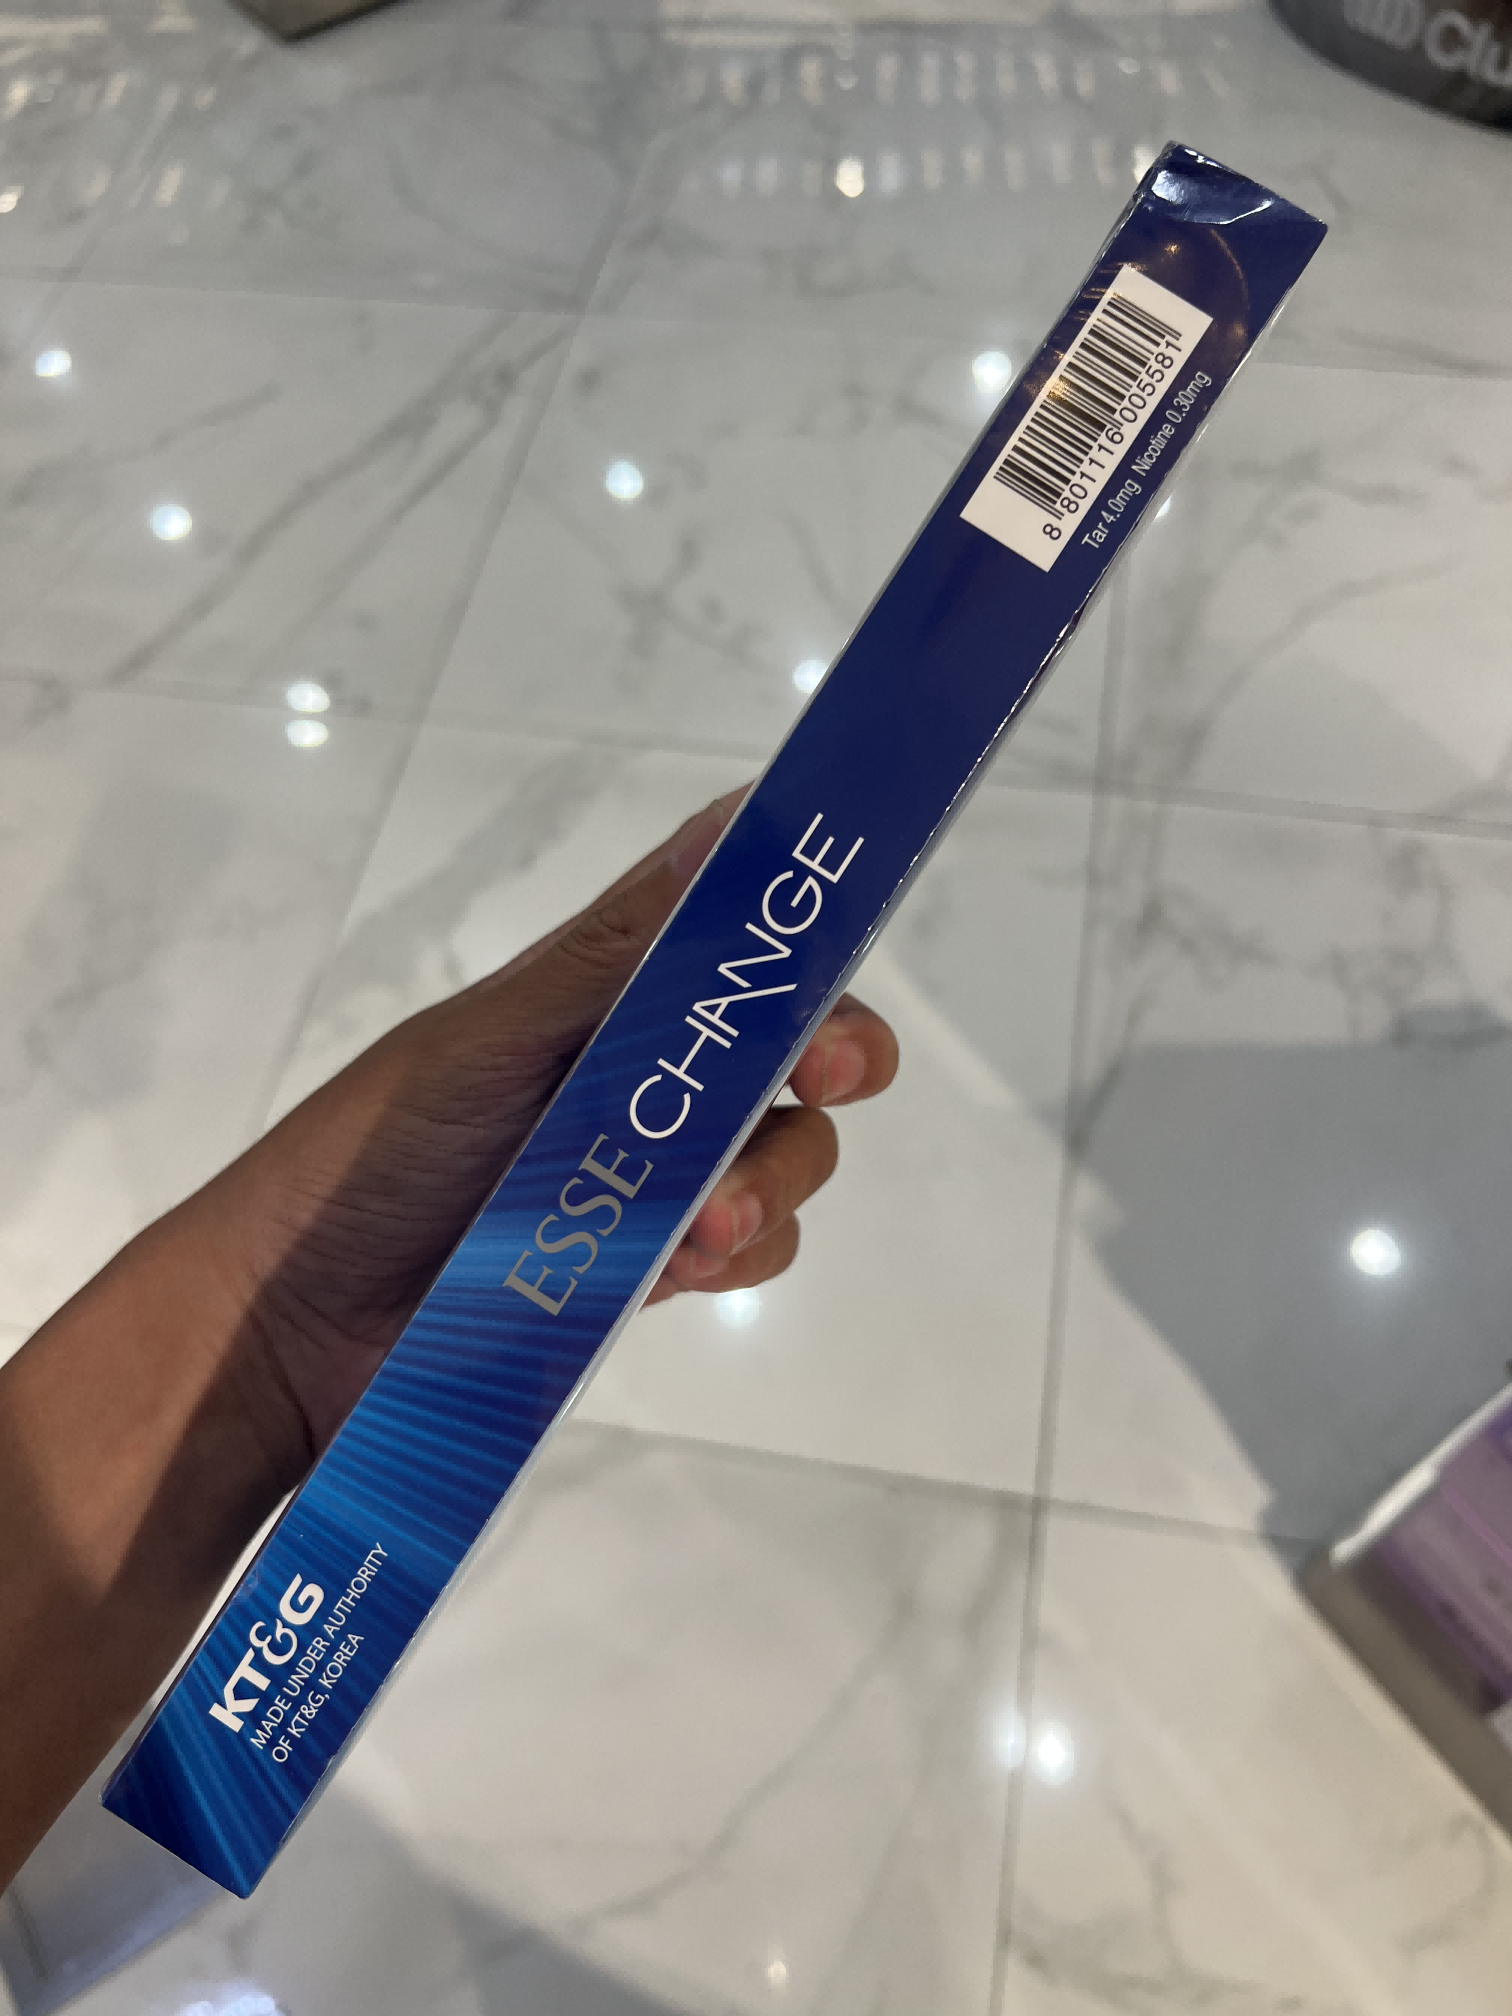 KT&G
MADE UNDER AUTHORITY
OF KT&G, KOREA
ESSE CHANGE
8 801116 005581
Tar 4.0mg Nicotine 0.30mg